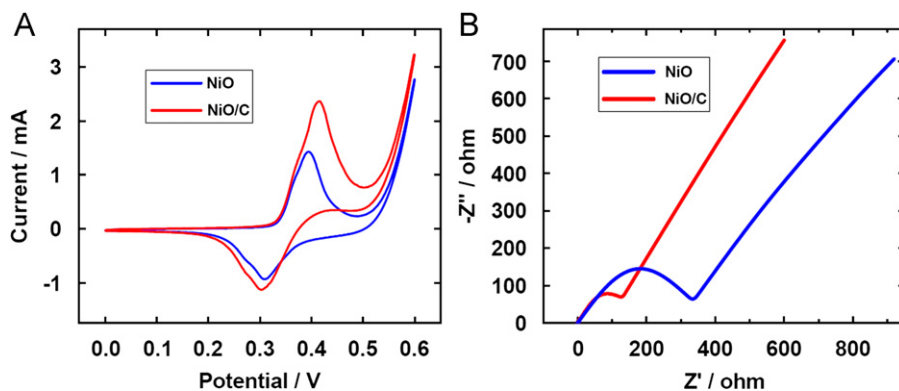 A
Current / mA
3
2
1
0
-1
NiO
NiO/C
0.0 0.1 0.2 0.3 0.4 0.5 0.6
Potential / V
B
-Z'' / ohm
700
600
500
400
300
200
100
0
NiO
NiO/C
0 200 400 600 800
Z' / ohm